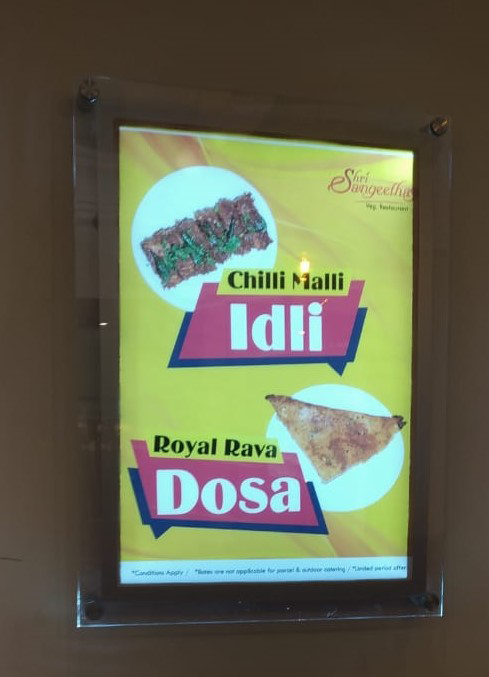 Shri
Sangeethas
Veg. Restaurant
Chilli Malli
Idli
Royal Rava
Dosa
*Conditions Apply / *Rates are not applicable for parcel & outdoor catering / *Limited period offer